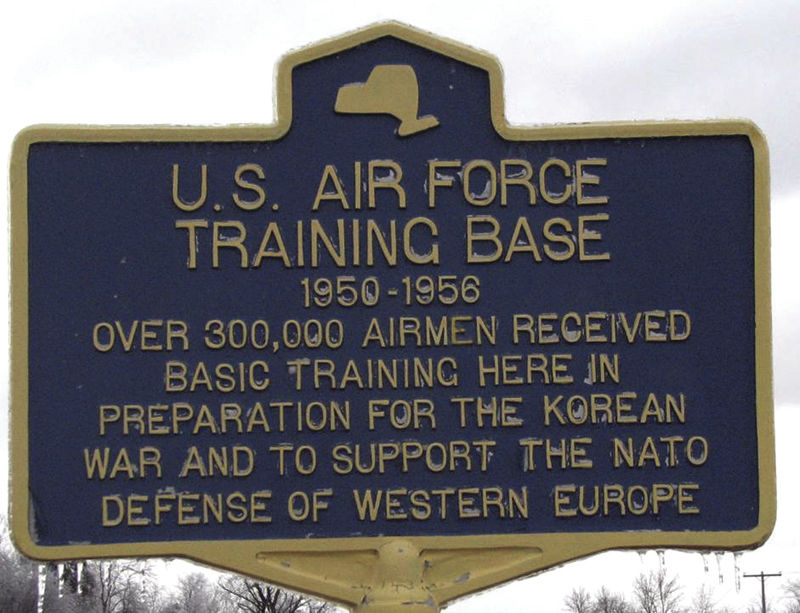 U.S. AIR FORCE
TRAINING BASE
1950-1956
OVER 300,000 AIRMEN RECEIVED
BASIC TRAINING HERE IN
PREPARATION FOR THE KOREAN
WAR AND TO SUPPORT THE NATO
DEFENSE OF WESTERN EUROPE